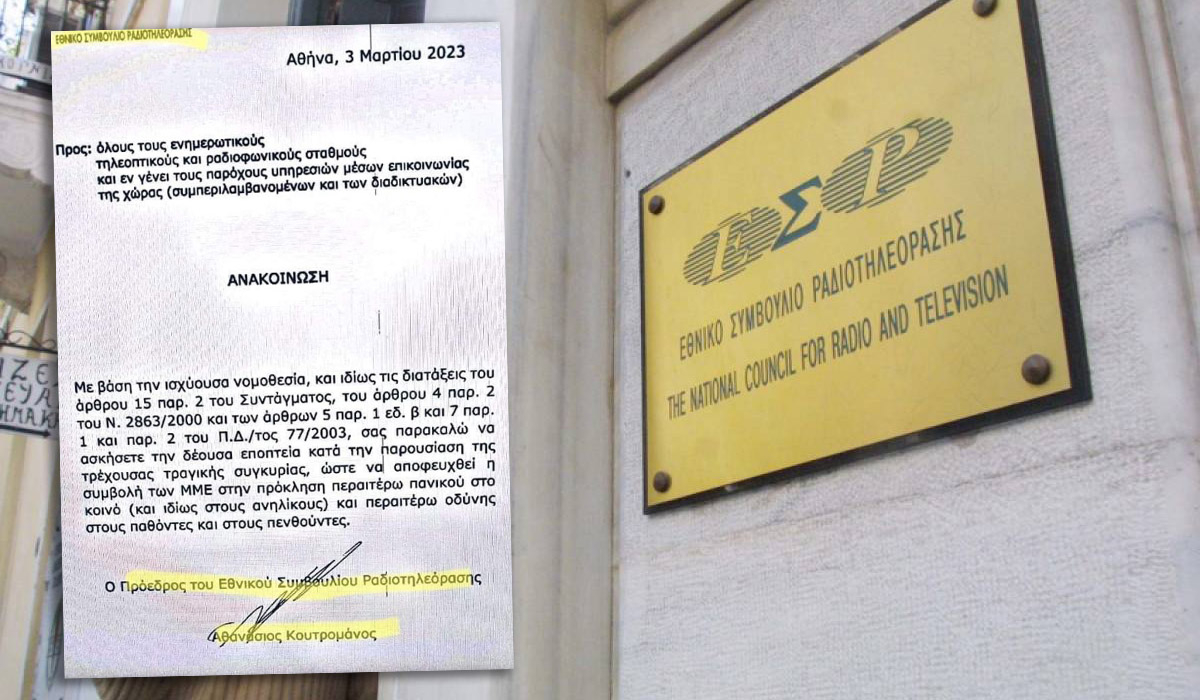 ΕΘΝΙΚΟ ΣΥΜΒΟΥΛΙΟ ΡΑΔΙΟΤΗΛΕΟΡΑΣΗΣ
Αθήνα, 3 Μαρτίου 2023
Προς: όλους τους ενημερωτικούς
τηλεοπτικούς και ραδιοφωνικούς σταθμούς
και εν γένει τους παρόχους υπηρεσιών μέσων επικοινωνίας
της χώρας (συμπεριλαμβανομένων και των διαδικτυακών)
ΑΝΑΚΟΙΝΩΣΗ
Με βάση την ισχύουσα νομοθεσία, και ιδίως τις διατάξεις του
άρθρου 15 παρ. 2 του Συντάγματος, του άρθρου 4 παρ. 2
του Ν. 2863/2000 και των άρθρων 5 παρ. 1 εδ. β και 7 παρ.
1 και παρ. 2 του Π.Δ./τος 77/2003, σας παρακαλώ να
ασκήσετε την δέουσα εποπτεία κατά την παρουσίαση της
τρέχουσας τραγικής συγκυρίας, ώστε να αποφευχθεί η
συμβολή των ΜΜΕ στην πρόκληση περαιτέρω πανικού στο
κοινό (και ιδίως στους ανηλίκους) και περαιτέρω οδύνης
στους παθόντες και στους πενθούντες.
Ο Πρόεδρος του Εθνικού Συμβουλίου Ραδιοτηλεόρασης
Αθανάσιος Κουτρομάνος
ΕΣΡ
ΕΘΝΙΚΟ ΣΥΜΒΟΥΛΙΟ ΡΑΔΙΟΤΗΛΕΟΡΑΣΗΣ
THE NATIONAL COUNCIL FOR RADIO AND TELEVISION